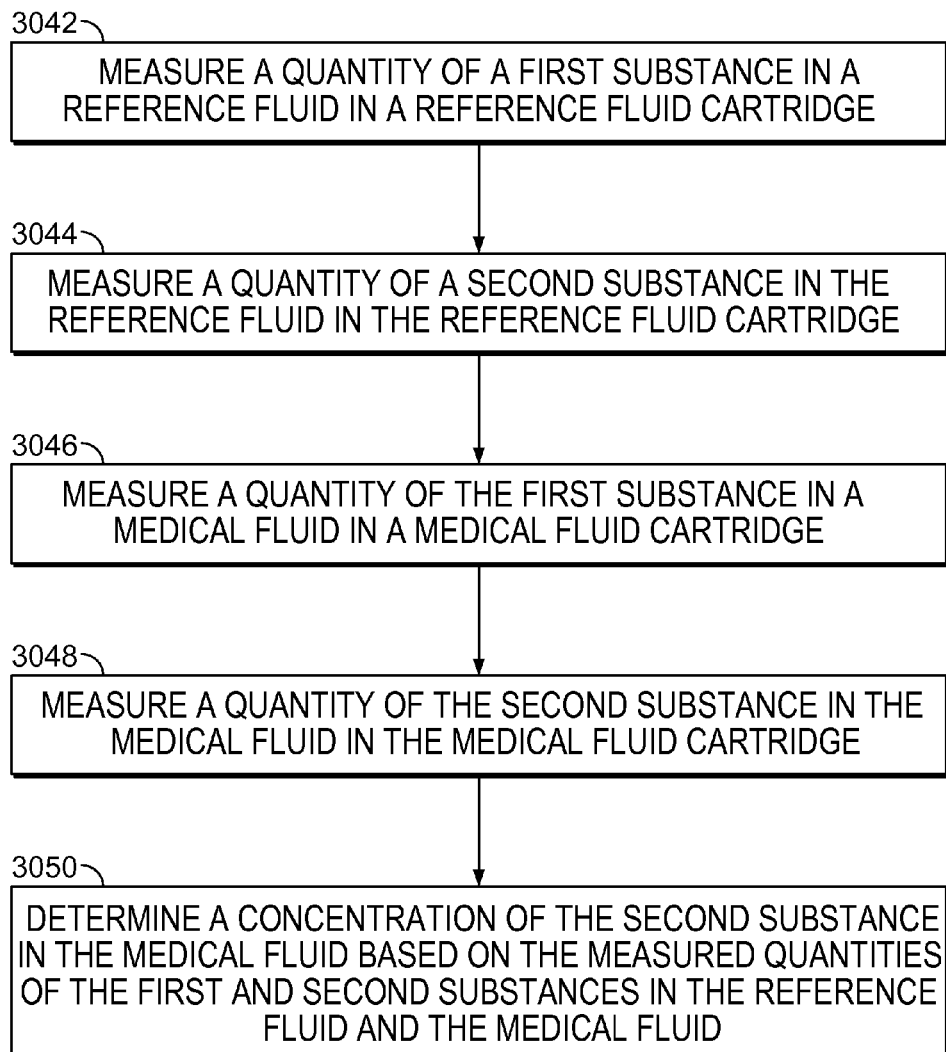 3042
MEASURE A QUANTITY OF A FIRST SUBSTANCE IN A
REFERENCE FLUID IN A REFERENCE FLUID CARTRIDGE
3044
MEASURE A QUANTITY OF A SECOND SUBSTANCE IN THE
REFERENCE FLUID IN THE REFERENCE FLUID CARTRIDGE
3046
MEASURE A QUANTITY OF THE FIRST SUBSTANCE IN A
MEDICAL FLUID IN A MEDICAL FLUID CARTRIDGE
3048
MEASURE A QUANTITY OF THE SECOND SUBSTANCE IN THE
MEDICAL FLUID IN THE MEDICAL FLUID CARTRIDGE
3050
DETERMINE A CONCENTRATION OF THE SECOND SUBSTANCE
IN THE MEDICAL FLUID BASED ON THE MEASURED QUANTITIES
OF THE FIRST AND SECOND SUBSTANCES IN THE REFERENCE
FLUID AND THE MEDICAL FLUID